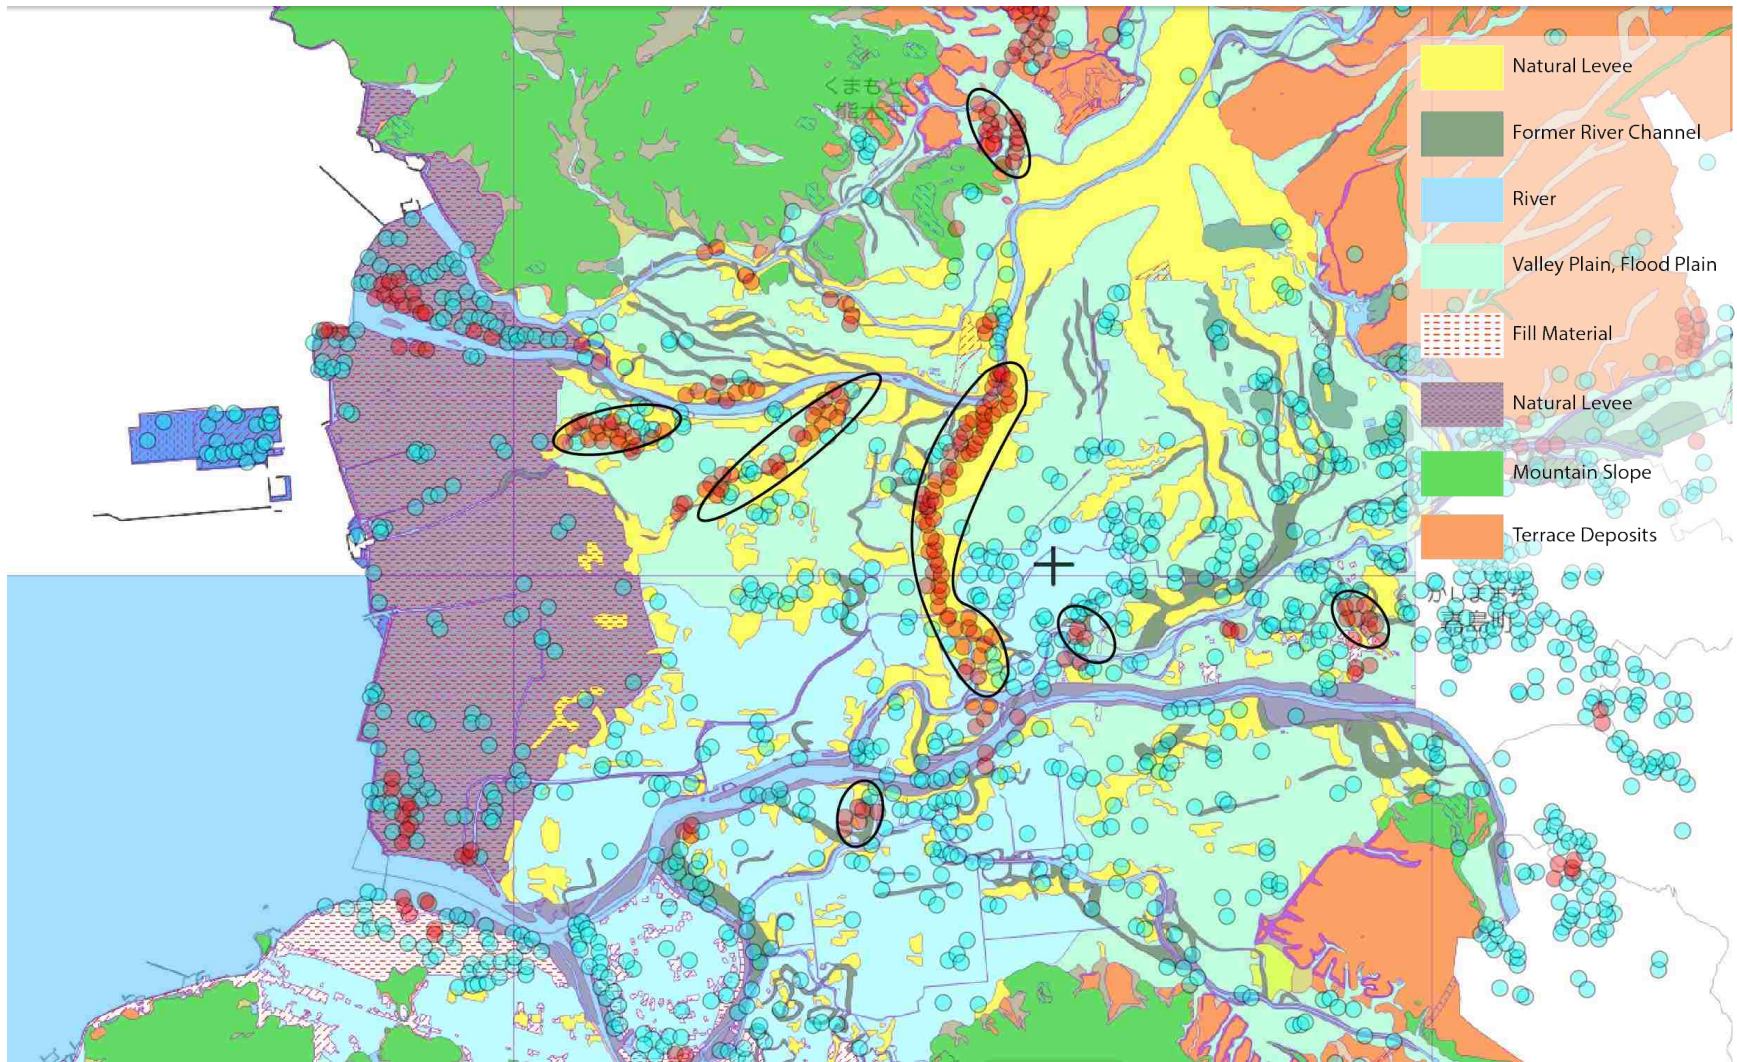 くまもとし
熊本市
Natural Levee
Former River Channel
River
Valley Plain, Flood Plain
Fill Material
Natural Levee
Mountain Slope
Terrace Deposits
かしままち
嘉島町